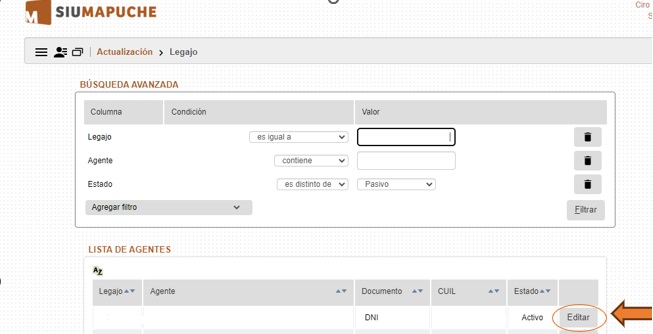 SIUMAPUCHE
Ciro
S
Actualización > Legajo
BÚSQUEDA AVANZADA
Columna Condición Valor
Legajo es igual a
Agente contiene
Estado es distinto de Pasivo
Agregar filtro
Filtrar
LISTA DE AGENTES
AZ
Legajo Agente Documento CUIL Estado
DNI Activo Editar